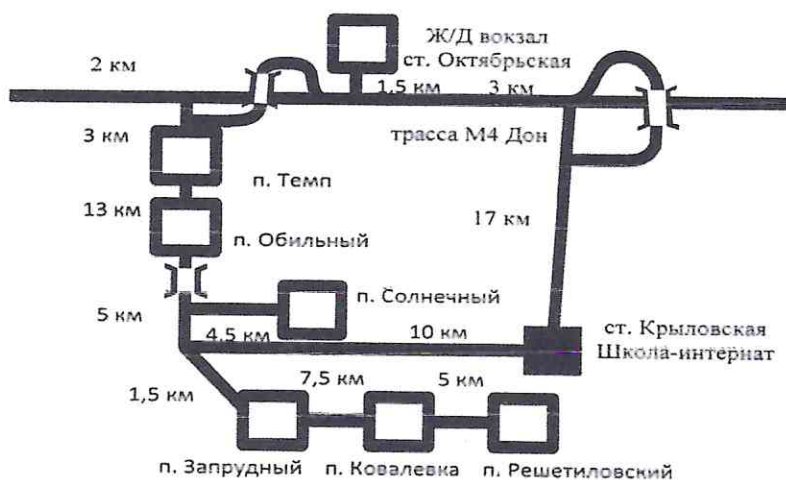 Ж/Д вокзал
2 км
ст. Октябрьская
1,5 км
3 км
3 км
трасса М4 Дон
п. Темп
13 км
17 км
п. Обильный
п. Солнечный
5 км
4,5 км
10 км
ст. Крыловская
Школа-интернат
7,5 км
5 км
1,5 км
п. Запрудный
п. Ковалевка
п. Решетиловский